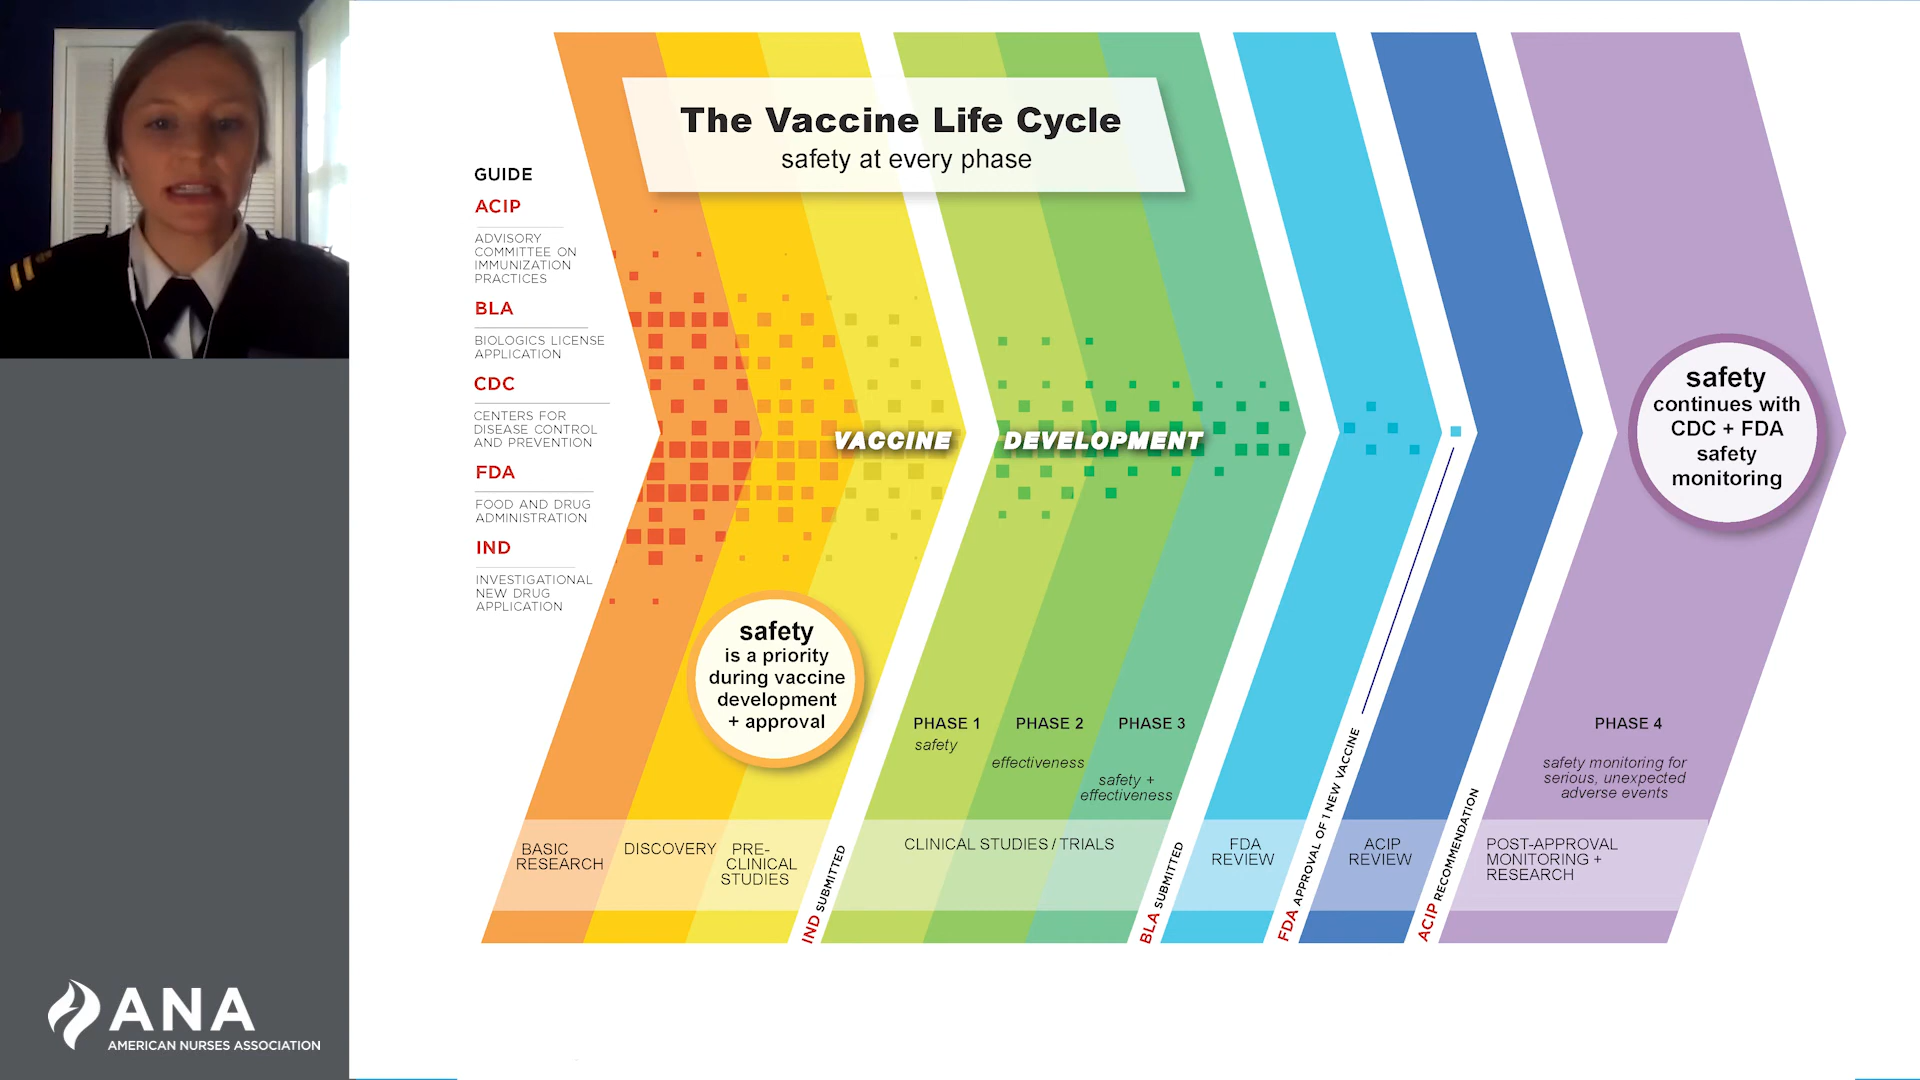 The Vaccine Life Cycle
safety at every phase
GUIDE
ACIP
ADVISORY
COMMITTEE ON
IMMUNIZATION
PRACTICES
BLA
BIOLOGICS LICENSE
APPLICATION
CDC
CENTERS FOR
DISEASE CONTROL
AND PREVENTION
FDA
FOOD AND DRUG
ADMINISTRATION
IND
INVESTIGATIONAL
NEW DRUG
APPLICATION
VACCINE DEVELOPMENT
safety
is a priority
during vaccine
development
+ approval
safety
continues with
CDC + FDA
safety
monitoring
PHASE 1
safety
PHASE 2
effectiveness
PHASE 3
safety +
effectiveness
PHASE 4
safety monitoring for
serious, unexpected
adverse events
BASIC
RESEARCH
DISCOVERY
PRE-
CLINICAL
STUDIES
IND SUBMITTED
CLINICAL STUDIES / TRIALS
BLA SUBMITTED
FDA
REVIEW
FDA APPROVAL OF 1 NEW VACCINE
ACIP
REVIEW
ACIP RECOMMENDATION
POST-APPROVAL
MONITORING +
RESEARCH
ANA
AMERICAN NURSES ASSOCIATION